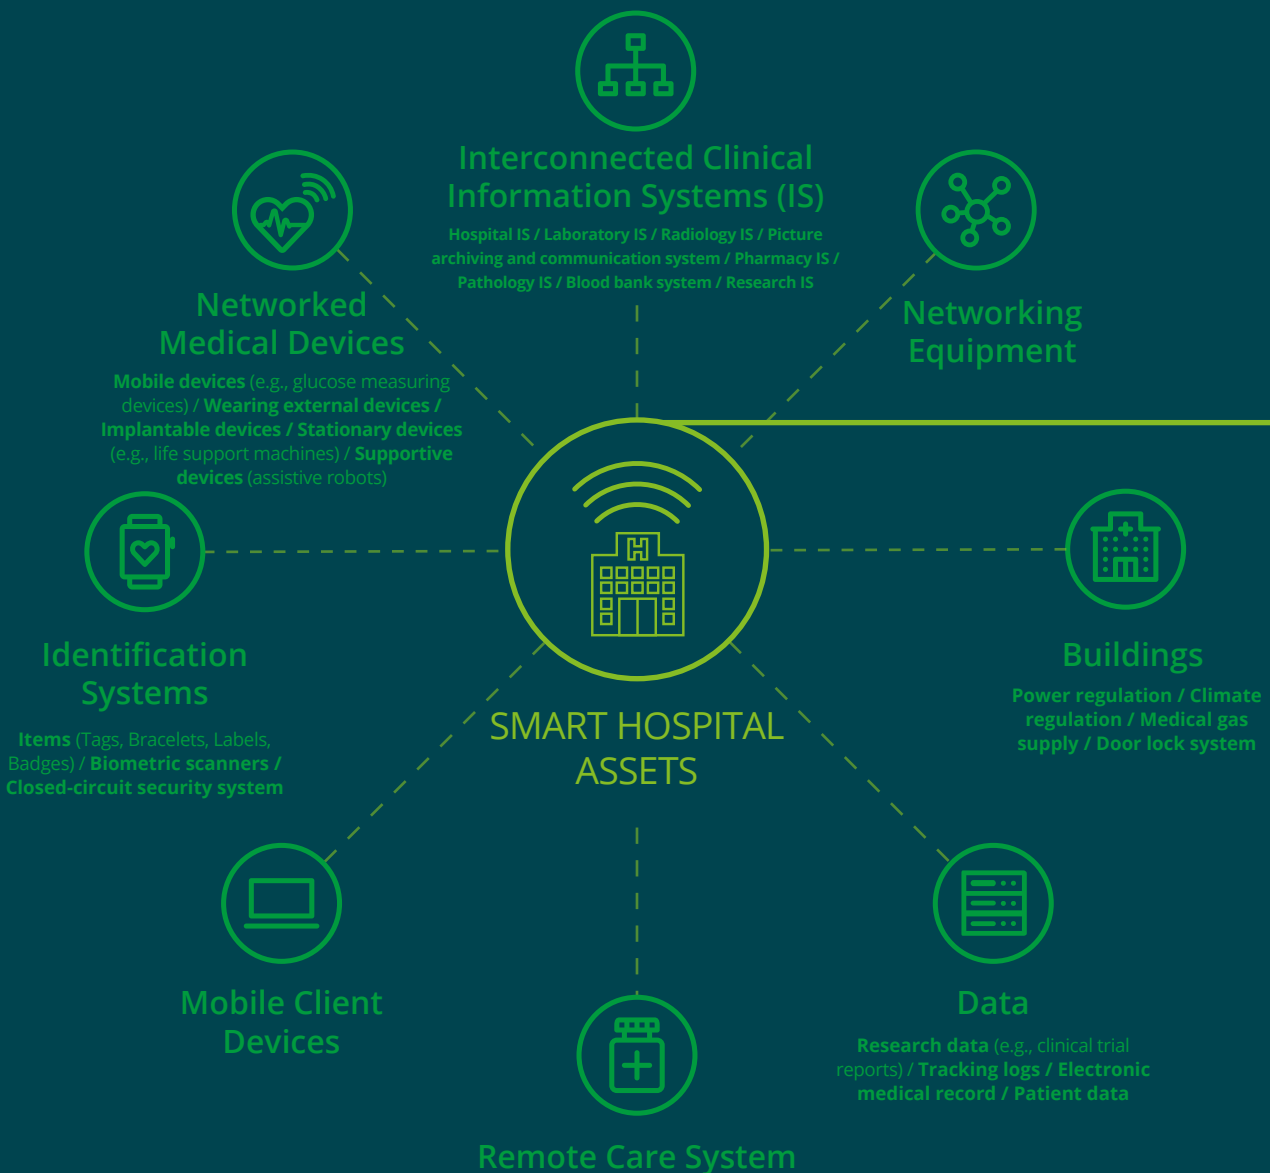 Interconnected Clinical
Information Systems (IS)
Hospital IS / Laboratory IS / Radiology IS / Picture
archiving and communication system / Pharmacy IS /
Pathology IS / Blood bank system / Research IS
Networked
Medical Devices
Mobile devices (e.g., glucose measuring
devices) / Wearing external devices /
Implantable devices / Stationary devices
(e.g., life support machines) / Supportive
devices (assistive robots)
Networking
Equipment
H
Identification
Systems
Items (Tags, Bracelets, Labels,
Badges) / Biometric scanners /
Closed-circuit security system
SMART HOSPITAL
ASSETS
Buildings
Power regulation / Climate
regulation / Medical gas
supply / Door lock system
Mobile Client
Devices
Data
Research data (e.g., clinical trial
reports) / Tracking logs / Electronic
medical record / Patient data
Remote Care System